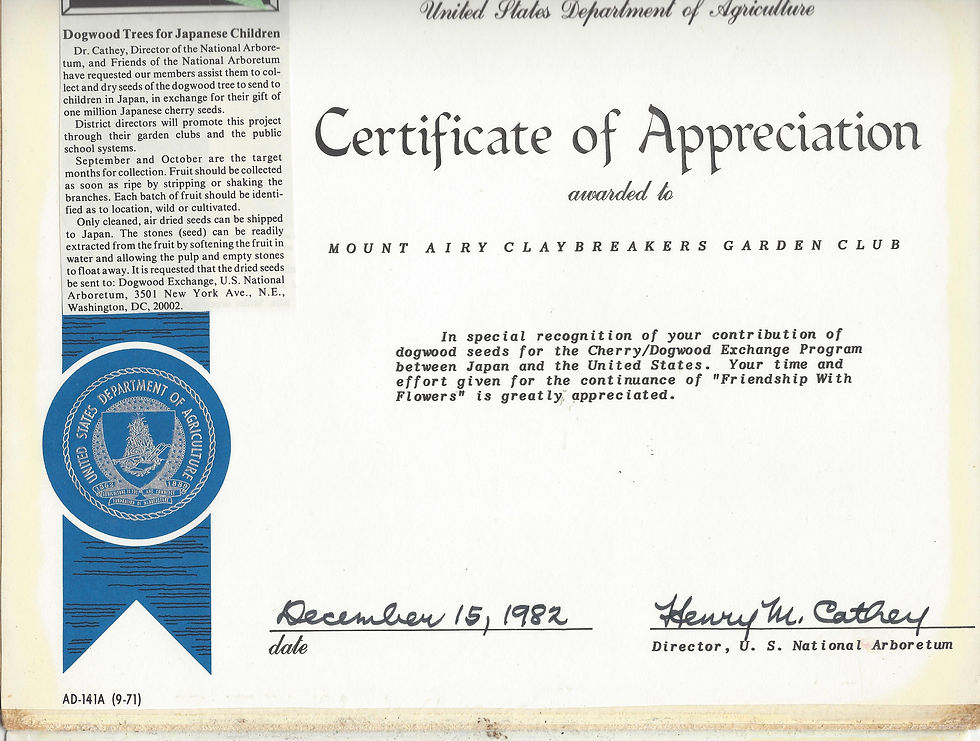 United States Department of Agriculture
Dogwood Trees for Japanese Children
Dr. Cathey, Director of the National Arbore-
tum, and Friends of the National Arboretum
have requested our members assist them to col-
lect and dry seeds of the dogwood tree to send to
children in Japan, in exchange for their gift of
one million Japanese cherry seeds.
District directors will promote this project
through their garden clubs and the public
school systems.
September and October are the target
months for collection. Fruit should be collected
as soon as ripe by stripping or shaking the
branches. Each batch of fruit should be identi-
fied as to location, wild or cultivated.
Only cleaned, air dried seeds can be shipped
to Japan. The stones (seed) can be readily
extracted from the fruit by softening the fruit in
water and allowing the pulp and empty stones
to float away. It is requested that the dried seeds
be sent to: Dogwood Exchange, U.S. National
Arboretum, 3501 New York Ave., N.E.,
Washington, DC, 20002.
Certificate of Appreciation
awarded to
MOUNT AIRY CLAYBREAKERS GARDEN CLUB
In special recognition of your contribution of
dogwood seeds for the Cherry/Dogwood Exchange Program
between Japan and the United States. Your time and
effort given for the continuance of "Friendship With
Flowers" is greatly appreciated.
UNITED STATES DEPARTMENT OF AGRICULTURE
1862 1889
AGRICULTURE IS THE FOUNDATION OF MANUFACTURE AND COMMERCE
December 15, 1982
date
Henry M. Cathey
Director, U. S. National Arboretum
AD-141A (9-71)